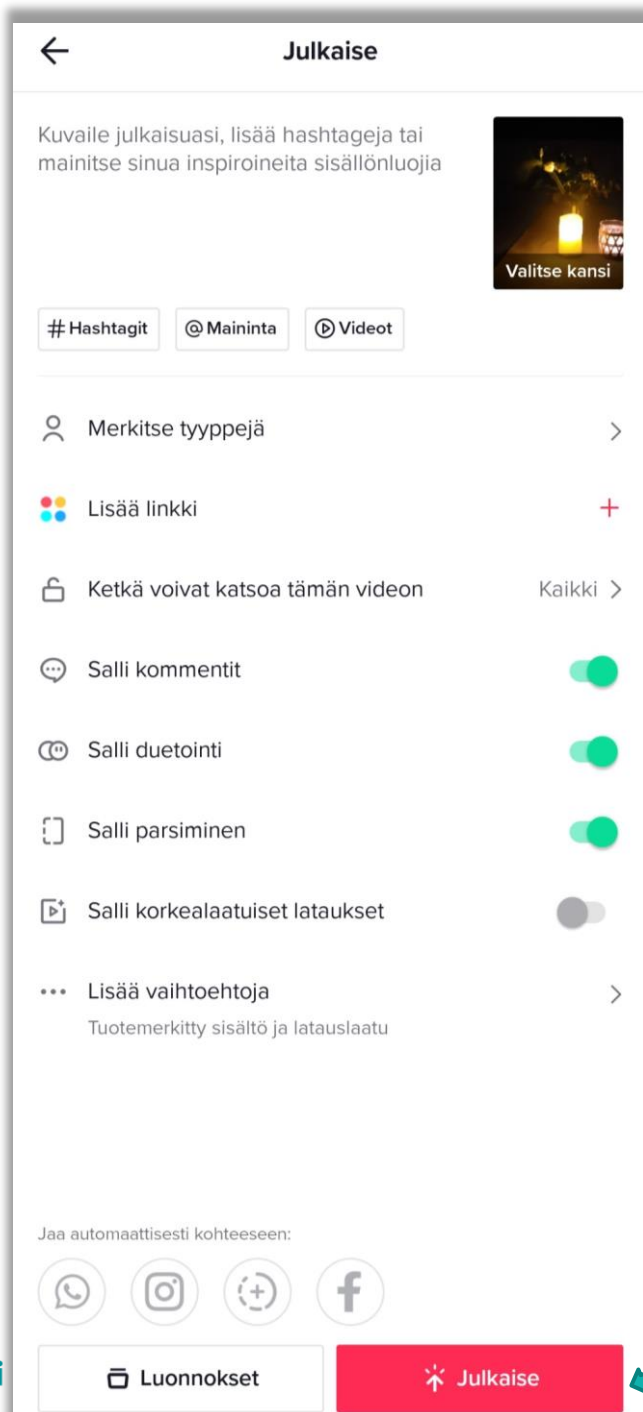 Julkaise
Kuvaile julkaisuasi, lisää hashtageja tai
mainitse sinua inspiroineita sisällönluojia
Valitse kansi
# Hashtagit
@ Maininta
Videot
Merkitse tyyppejä
Lisää linkki
Ketkä voivat katsoa tämän videon
Kaikki
Salli kommentit
Salli duetointi
Salli parsiminen
Salli korkealaatuiset lataukset
Lisää vaihtoehtoja
Tuotemerkitty sisältö ja latauslaatu
Jaa automaattisesti kohteeseen:
i
Luonnokset
Julkaise